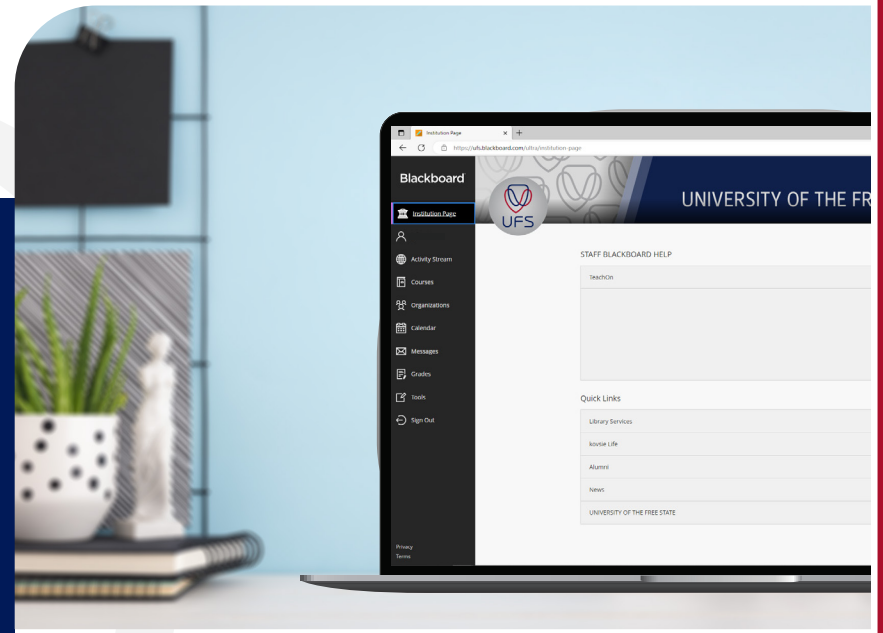 Institution Page
https://ufs.blackboard.com/ultra/institution-page
Blackboard
UFS
UNIVERSITY OF THE FR
Institution Page
Activity Stream
Courses
Organizations
Calendar
Messages
Grades
Tools
Sign Out
Privacy
Terms
STAFF BLACKBOARD HELP
TeachOn
Quick Links
Library Services
kovsie Life
Alumni
News
UNIVERSITY OF THE FREE STATE